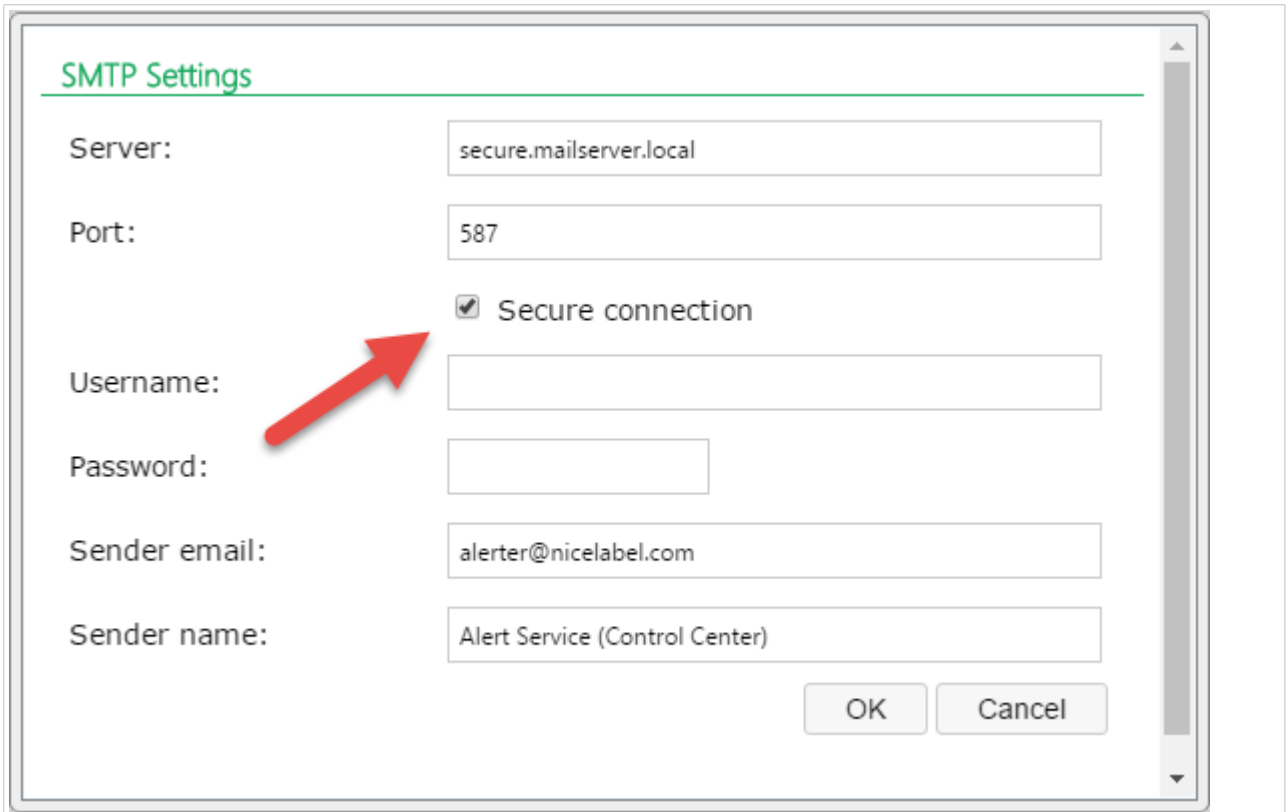 SMTP Settings
Server:
secure.mailserver.local
Port:
587
Secure connection
Username:
Password:
Sender email:
alerter@nicelabel.com
Sender name:
Alert Service (Control Center)
OK
Cancel